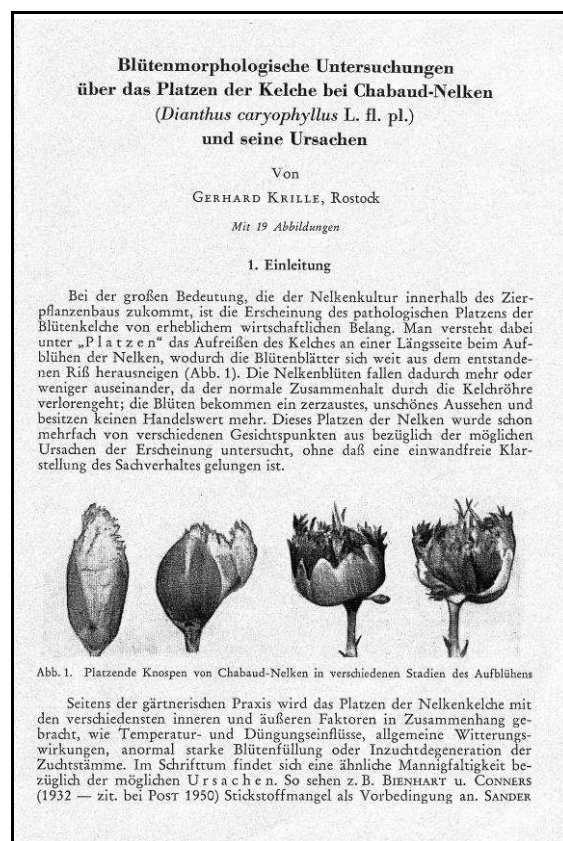 Blütenmorphologische Untersuchungen
über das Platzen der Kelche bei Chabaud-Nelken
(Dianthus caryophyllus L. fl. pl.)
und seine Ursachen
Von
GERHARD KRILLE, Rostock
Mit 19 Abbildungen
1. Einleitung
Bei der großen Bedeutung, die der Nelkenkultur innerhalb des Zier-
pflanzenbaus zukommt, ist die Erscheinung des pathologischen Platzens der
Blütenkelche von erheblichem wirtschaftlichen Belang. Man versteht dabei
unter „Platzen“ das Aufreißen des Kelches an einer Längsseite beim Auf-
blühen der Nelken, wodurch die Blütenblätter sich weit aus dem entstande-
nen Riß herausneigen (Abb. 1). Die Nelkenblüten fallen dadurch mehr oder
weniger auseinander, da der normale Zusammenhalt durch die Kelchröhre
verlorengeht; die Blüten bekommen ein zerzaustes, unschönes Aussehen und
besitzen keinen Handelswert mehr. Dieses Platzen der Nelken wurde schon
mehrfach von verschiedenen Gesichtspunkten aus bezüglich der möglichen
Ursachen der Erscheinung untersucht, ohne daß eine einwandfreie Klar-
stellung des Sachverhaltes gelungen ist.
Abb. 1. Platzende Knospen von Chabaud-Nelken in verschiedenen Stadien des Aufblühens
Seitens der gärtnerischen Praxis wird das Platzen der Nelkenkelche mit
den verschiedensten inneren und äußeren Faktoren in Zusammenhang ge-
bracht, wie Temperatur- und Düngungseinflüsse, allgemeine Witterungs-
wirkungen, anormal starke Blütenfüllung oder Inzuchtdegeneration der
Zuchtstämme. Im Schrifttum findet sich eine ähnliche Mannigfaltigkeit be-
züglich der möglichen Ursachen. So sehen z. B. BIENHART u. CONNERS
(1932 — zit. bei POST 1950) Stickstoffmangel als Vorbedingung an. SANDER